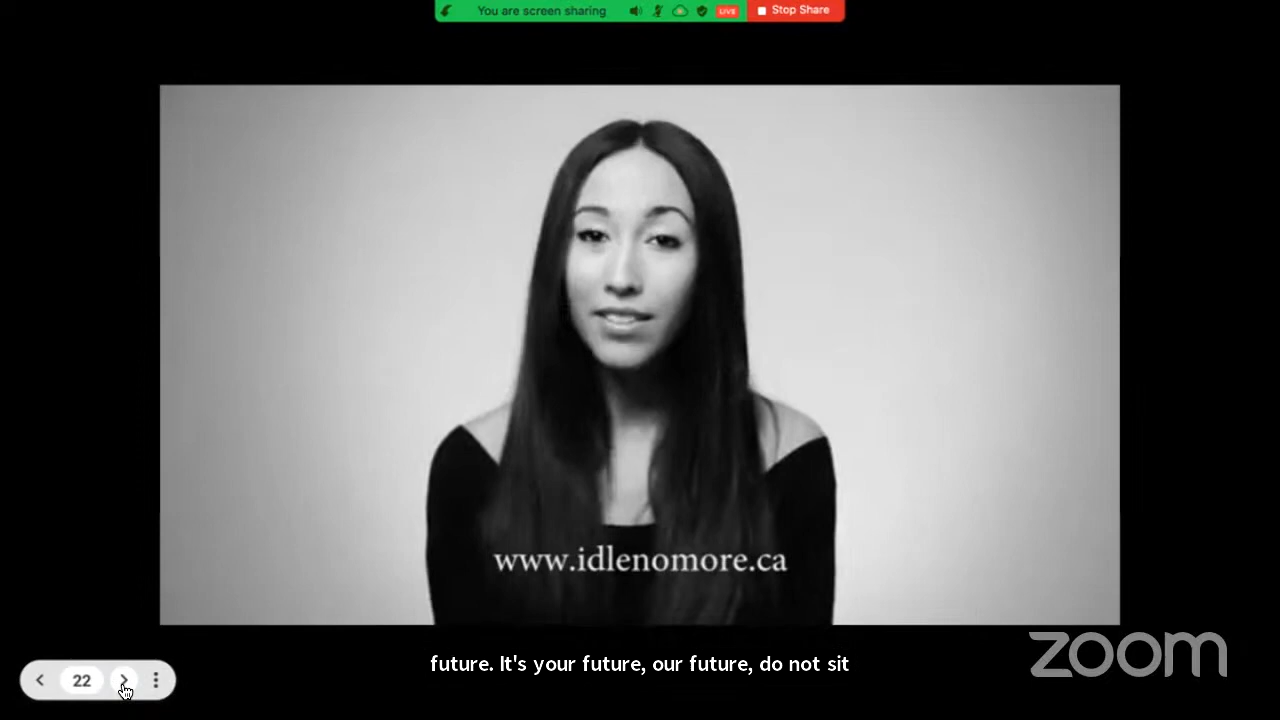 You are screen sharing LIVE Stop Share
www.idlenomore.ca
future. It's your future, our future, do not sit
zoom
22